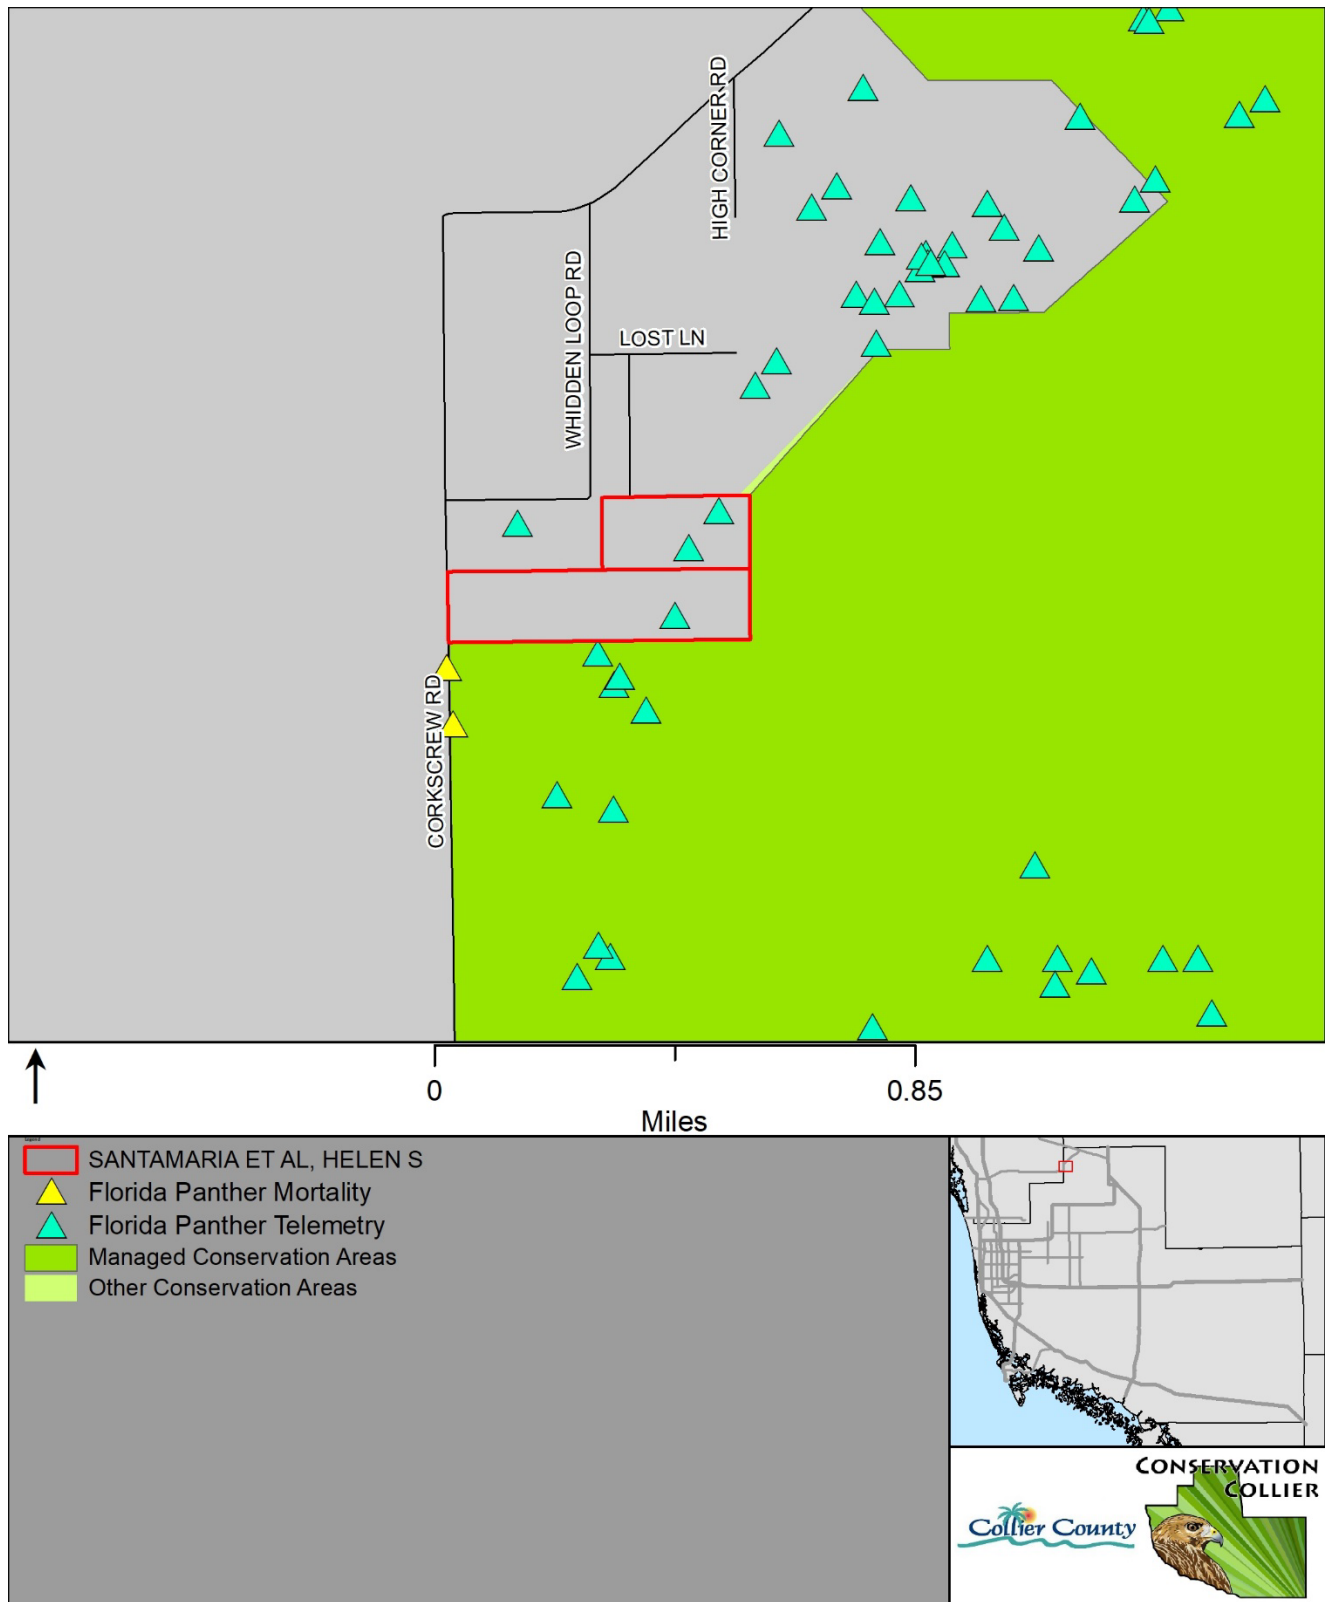 HIGH CORNER RD
WHIDDEN LOOP RD
LOST LN
CORKSCREW RD
0
0.85
Miles
Legend
SANTAMARIA ET AL, HELEN S
Florida Panther Mortality
Florida Panther Telemetry
Managed Conservation Areas
Other Conservation Areas
CONSERVATION
COLLIER
Collier County